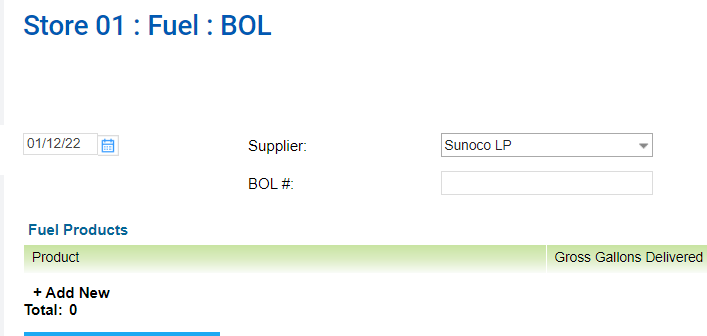 Store 01 : Fuel : BOL
01/12/22 Supplier: Sunoco LP
BOL #:
Fuel Products
Product Gross Gallons Delivered
+ Add New
Total: 0